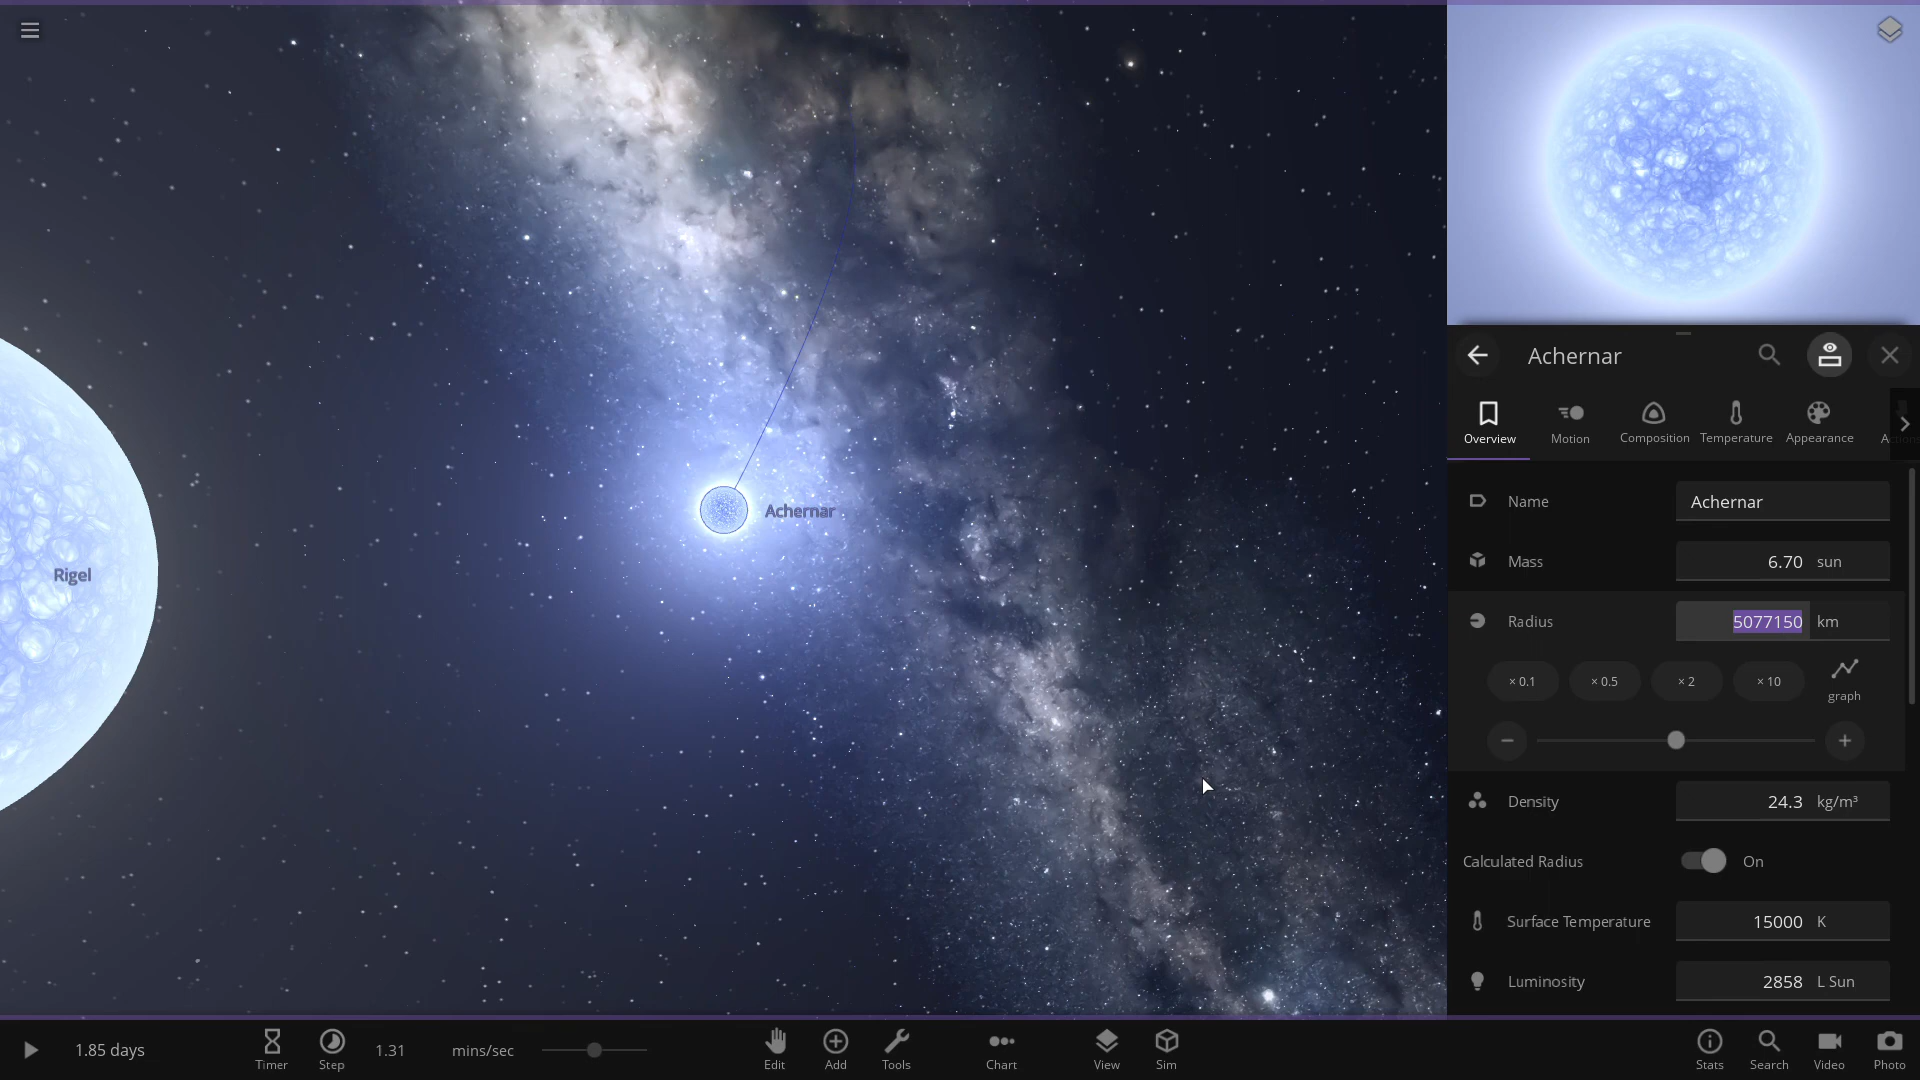 Achernar
Rigel
Achernar
Overview
Motion
Composition
Temperature
Appearance
Name
Achernar
Mass
6.70 sun
Radius
5077150 km
× 0.1
× 0.5
× 2
× 10
graph
Density
24.3 kg/m³
Calculated Radius
On
Surface Temperature
15000 K
Luminosity
2858 L Sun
1.85 days
Timer
Step
1.31 mins/sec
Edit
Add
Tools
Chart
View
Sim
Stats
Search
Video
Photo